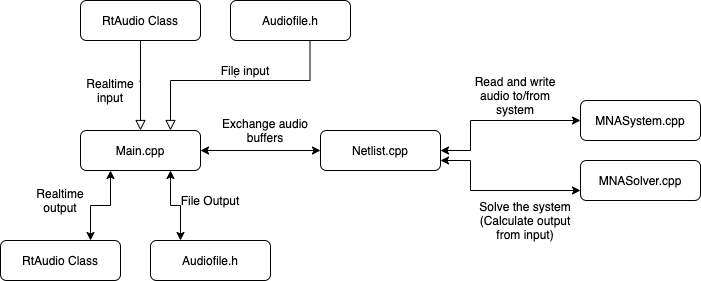 RtAudio Class
Audiofile.h
Realtime
input
File input
Read and write
audio to/from
system
Exchange audio
buffers
MNASystem.cpp
Main.cpp
Netlist.cpp
MNASolver.cpp
Realtime
output
File Output
Solve the system
(Calculate output
from input)
RtAudio Class
Audiofile.h